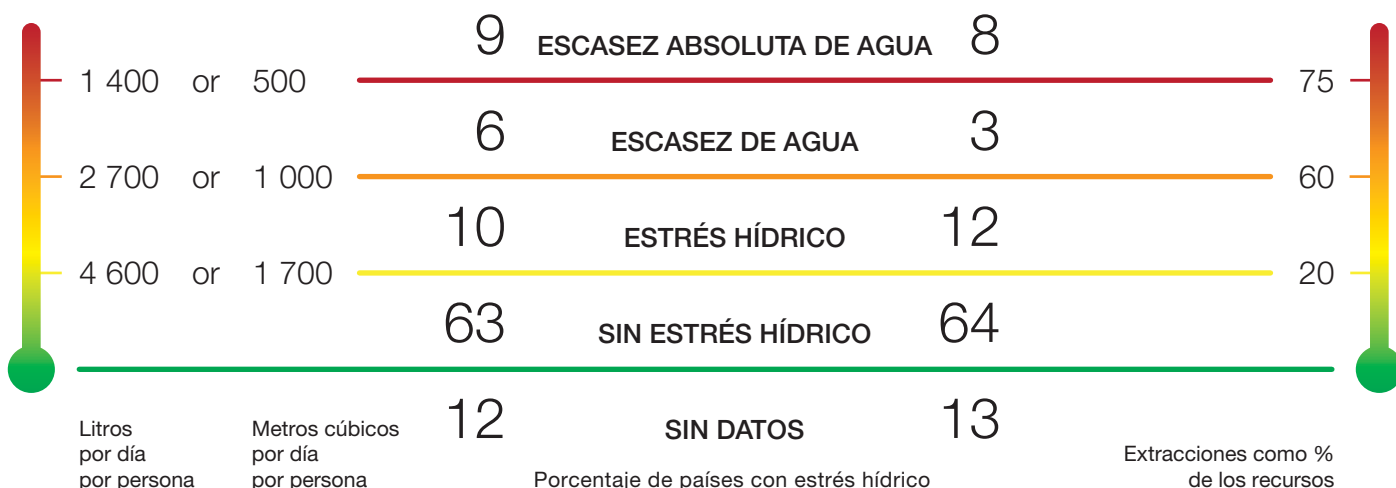 9 ESCASEZ ABSOLUTA DE AGUA 8
1 400 or 500 75
6 ESCASEZ DE AGUA 3
2 700 or 1 000 60
10 ESTRÉS HÍDRICO 12
4 600 or 1 700 20
63 SIN ESTRÉS HÍDRICO 64
12 SIN DATOS 13
Litros
por día
por persona
Metros cúbicos
por día
por persona
Porcentaje de países con estrés hídrico
Extracciones como %
de los recursos